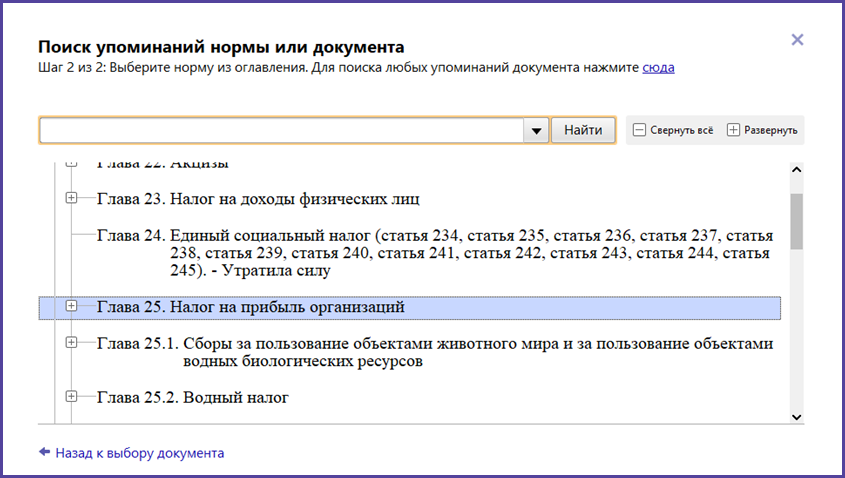 Поиск упоминаний нормы или документа
Шаг 2 из 2: Выберите норму из оглавления. Для поиска любых упоминаний документа нажмите сюда
Найти
Свернуть всё
Развернуть
Глава 22. Акцизы
Глава 23. Налог на доходы физических лиц
Глава 24. Единый социальный налог (статья 234, статья 235, статья 236, статья 237, статья
238, статья 239, статья 240, статья 241, статья 242, статья 243, статья 244, статья
245). - Утратила силу
Глава 25. Налог на прибыль организаций
Глава 25.1. Сборы за пользование объектами животного мира и за пользование объектами
водных биологических ресурсов
Глава 25.2. Водный налог
Назад к выбору документа